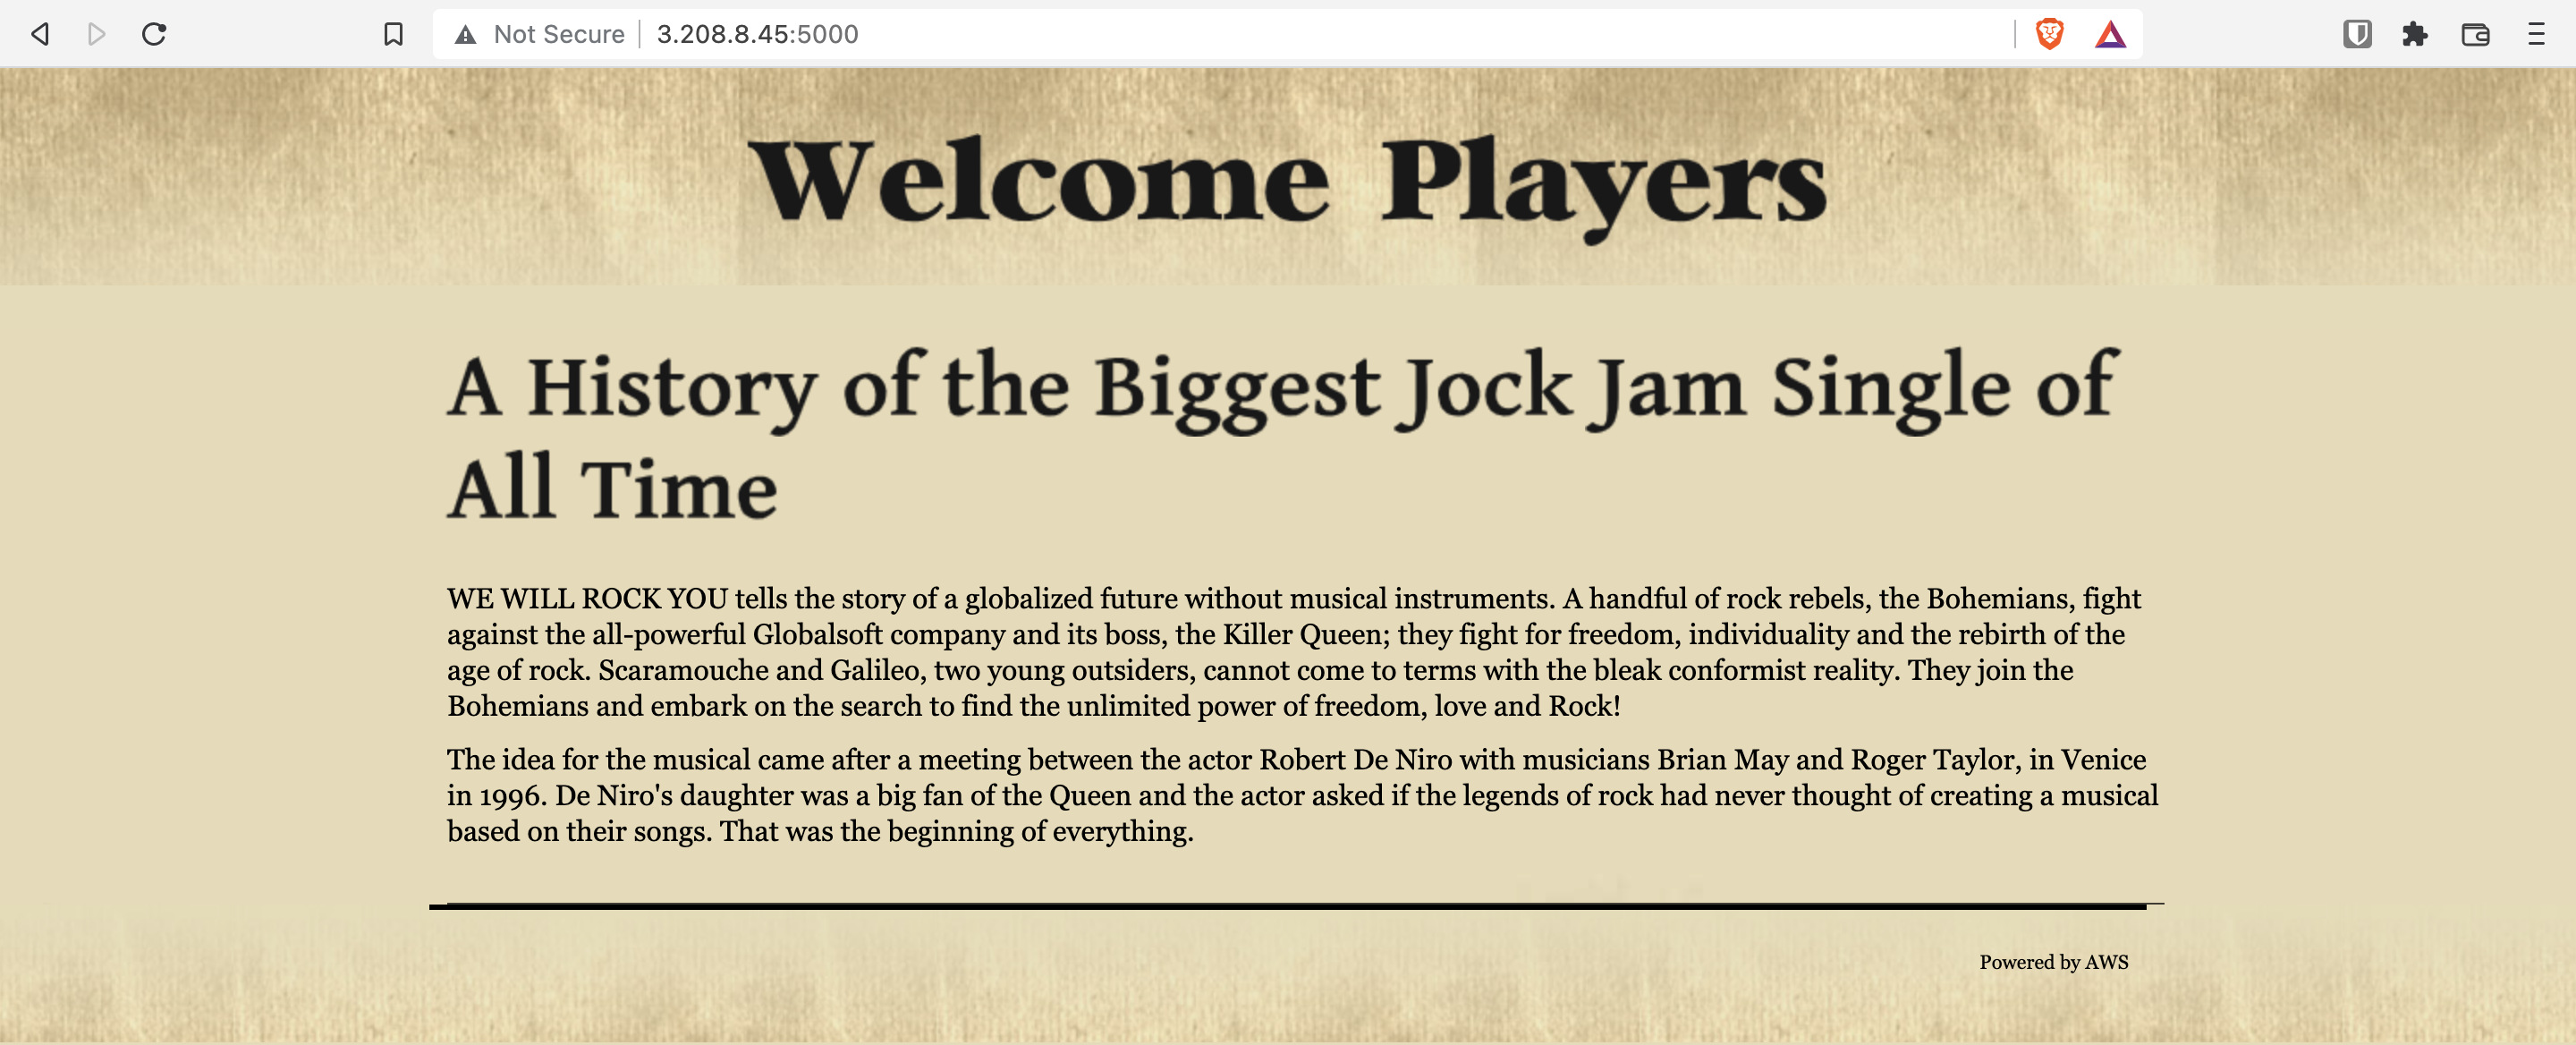 Not Secure 3.208.8.45:5000
Welcome Players
A History of the Biggest Jock Jam Single of
All Time
WE WILL ROCK YOU tells the story of a globalized future without musical instruments. A handful of rock rebels, the Bohemians, fight
against the all-powerful Globalsoft company and its boss, the Killer Queen; they fight for freedom, individuality and the rebirth of the
age of rock. Scaramouche and Galileo, two young outsiders, cannot come to terms with the bleak conformist reality. They join the
Bohemians and embark on the search to find the unlimited power of freedom, love and Rock!
The idea for the musical came after a meeting between the actor Robert De Niro with musicians Brian May and Roger Taylor, in Venice
in 1996. De Niro's daughter was a big fan of the Queen and the actor asked if the legends of rock had never thought of creating a musical
based on their songs. That was the beginning of everything.
Powered by AWS